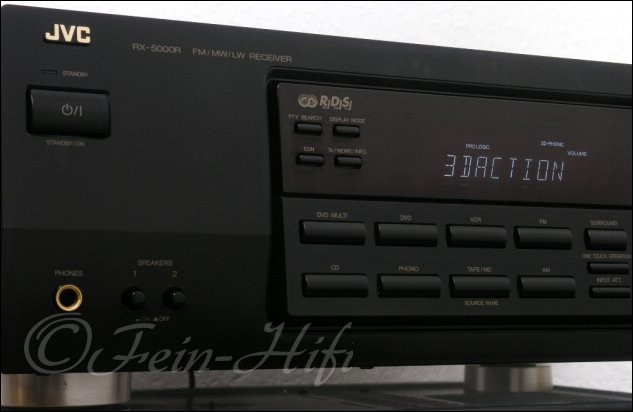 JVC
RX-5000R FM/MW/LW RECEIVER
STANDBY
STANDBY/ON
PHONES
SPEAKERS
1 2
ON OFF
RDS
PTY SEARCH DISPLAY MODE
EON TA/NEWS/INFO
PRO LOGIC 3D-PHONIC
VOLUME
3DACTION
DVD MULTI DVD VCR FM SURROUND
ONE TOUCH OPERATION
CD PHONO TAPE/MD AM INPUT ATT.
SOURCE NAME
©Fein-Hifi